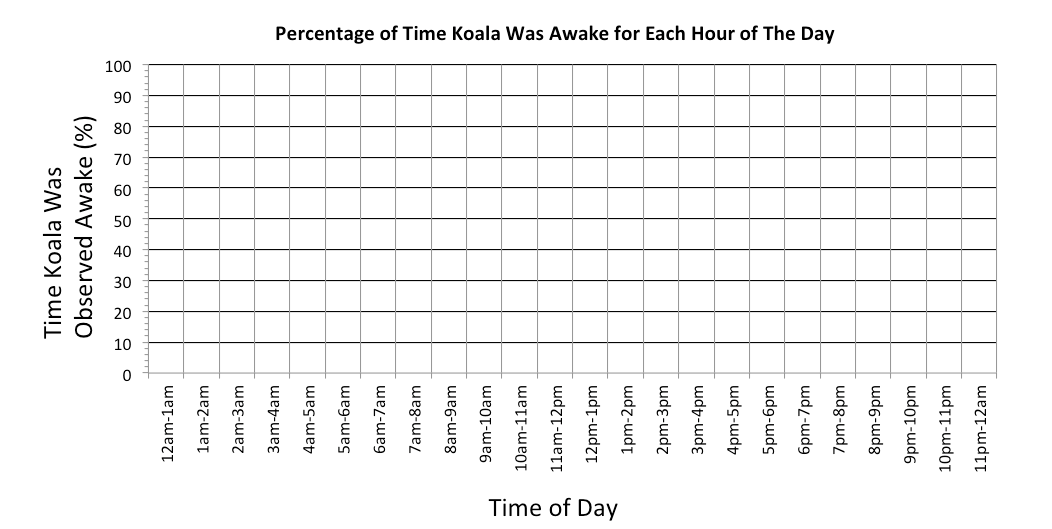 Percentage of Time Koala Was Awake for Each Hour of The Day
Time Koala Was
Observed Awake (%)
100
90
80
70
60
50
40
30
20
10
0
12am-1am
1am-2am
2am-3am
3am-4am
4am-5am
5am-6am
6am-7am
7am-8am
8am-9am
9am-10am
10am-11am
11am-12pm
12pm-1pm
1pm-2pm
2pm-3pm
3pm-4pm
4pm-5pm
5pm-6pm
6pm-7pm
7pm-8pm
8pm-9pm
9pm-10pm
10pm-11pm
11pm-12am
Time of Day